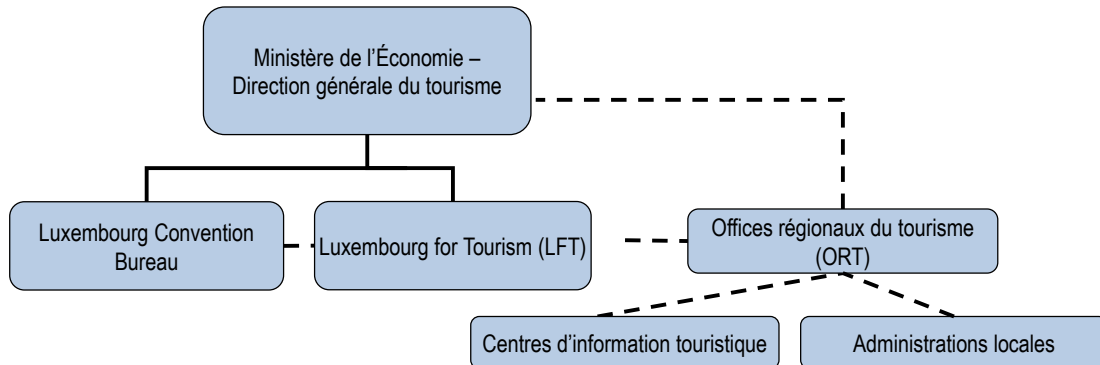 Ministère de l’Économie –
Direction générale du tourisme
Luxembourg Convention
Bureau
Luxembourg for Tourism (LFT)
Offices régionaux du tourisme
(ORT)
Centres d’information touristique
Administrations locales